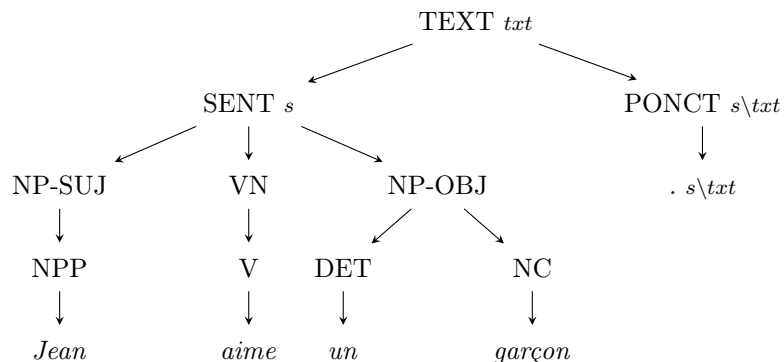 TEXT txt
SENT s PONCT s\txt
NP-SUJ VN NP-OBJ . s\txt
NPP V DET NC
Jean aime un garçon